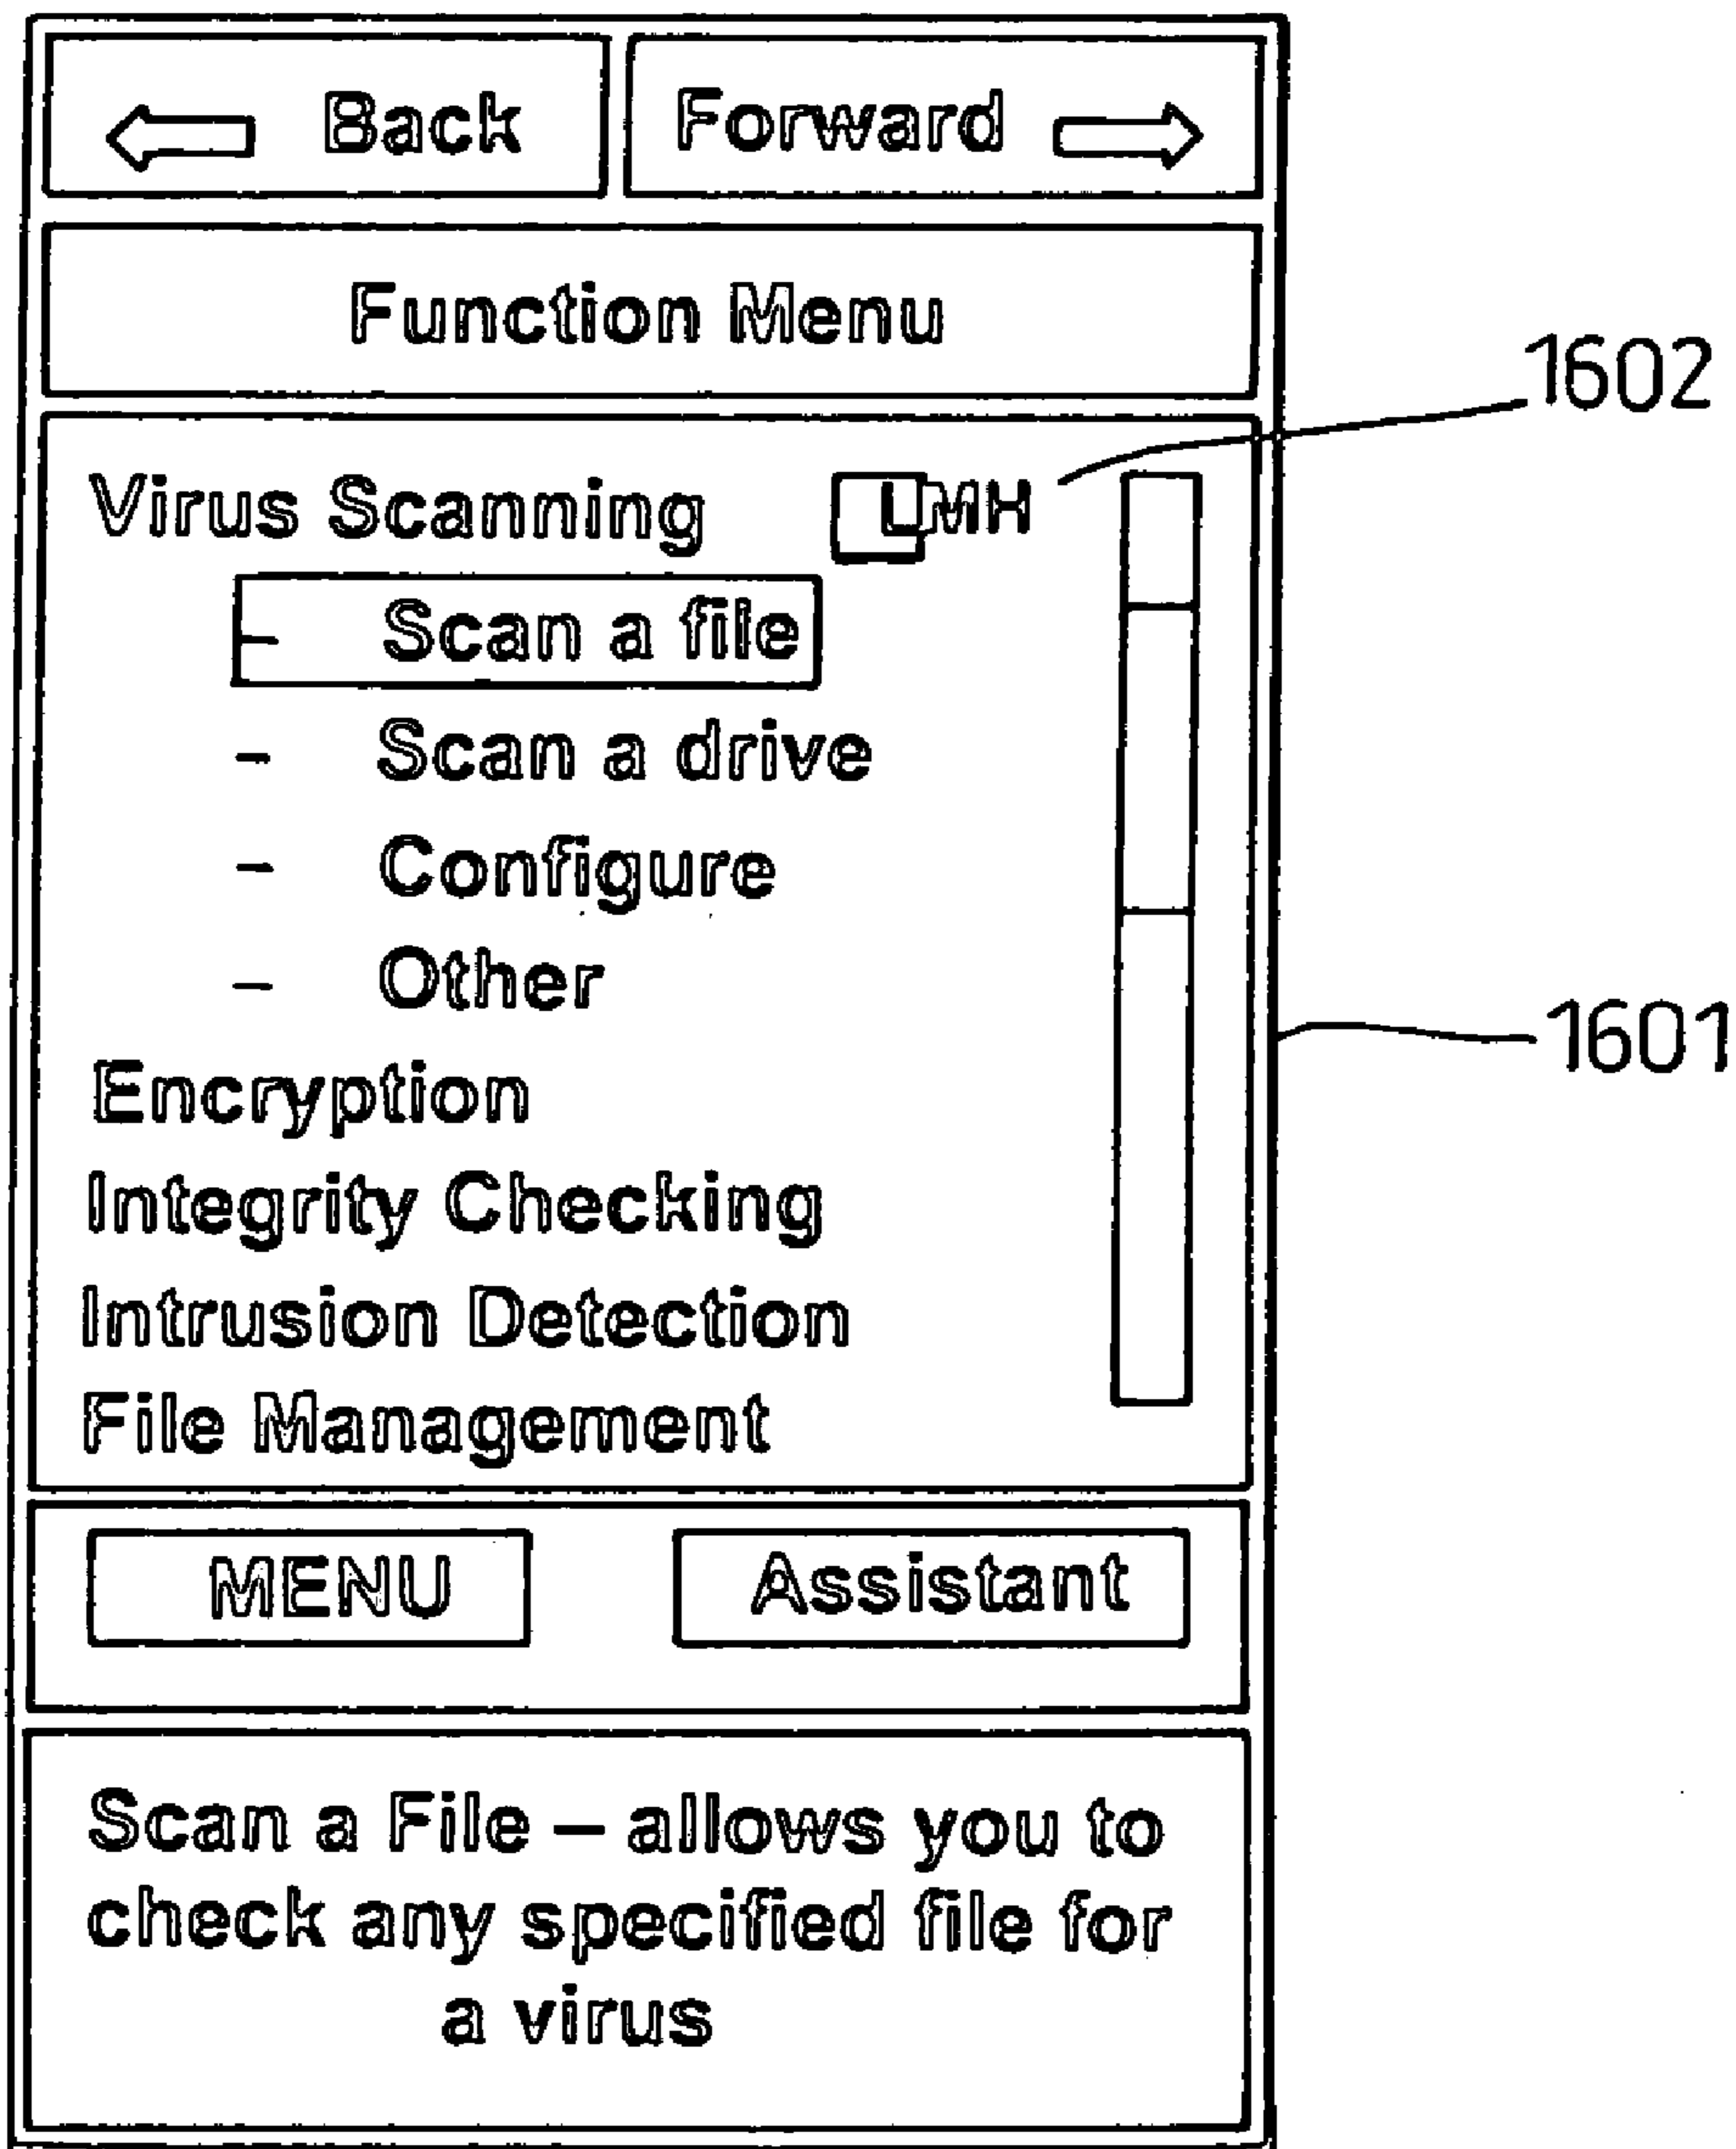 Back Forward
Function Menu
1602
Virus Scanning LMH
- Scan a file
- Scan a drive
- Configure
- Other
1601
Encryption
Integrity Checking
Intrusion Detection
File Management
MENU Assistant
Scan a File – allows you to
check any specified file for
a virus